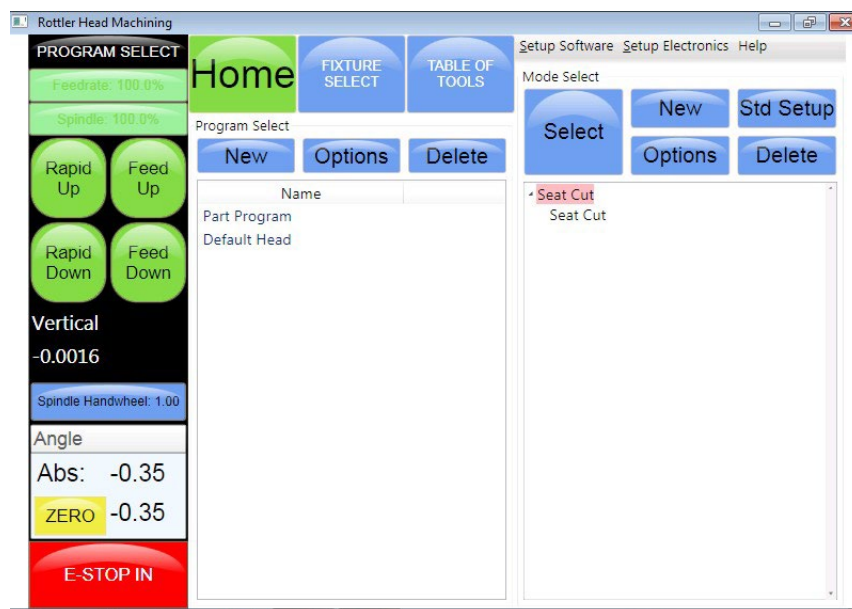 Rottler Head Machining
PROGRAM SELECT
Feedrate: 100.0%
Spindle: 100.0%
Rapid Up
Feed Up
Rapid Down
Feed Down
Vertical
-0.0016
Spindle Handwheel: 1.00
Angle
Abs: -0.35
ZERO -0.35
E-STOP IN
Home
FIXTURE SELECT
TABLE OF TOOLS
Program Select
New Options Delete
Name
Part Program
Default Head
Setup Software Setup Electronics Help
Mode Select
Select
New Std Setup
Options Delete
Seat Cut
Seat Cut